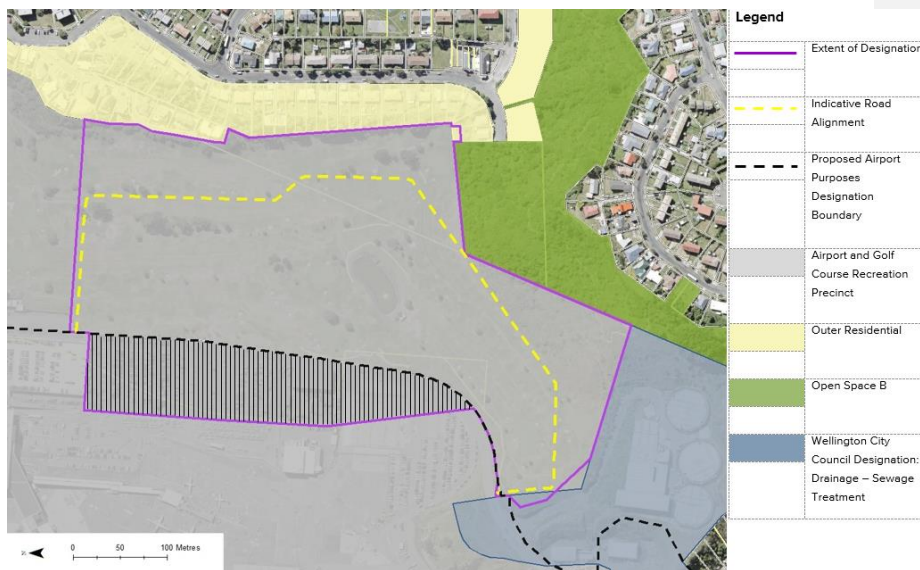 Legend
Extent of Designation
Indicative Road
Alignment
Proposed Airport
Purposes
Designation
Boundary
Airport and Golf
Course Recreation
Precinct
Outer Residential
Open Space B
Wellington City
Council Designation:
Drainage – Sewage
Treatment
0 50 100 Metres